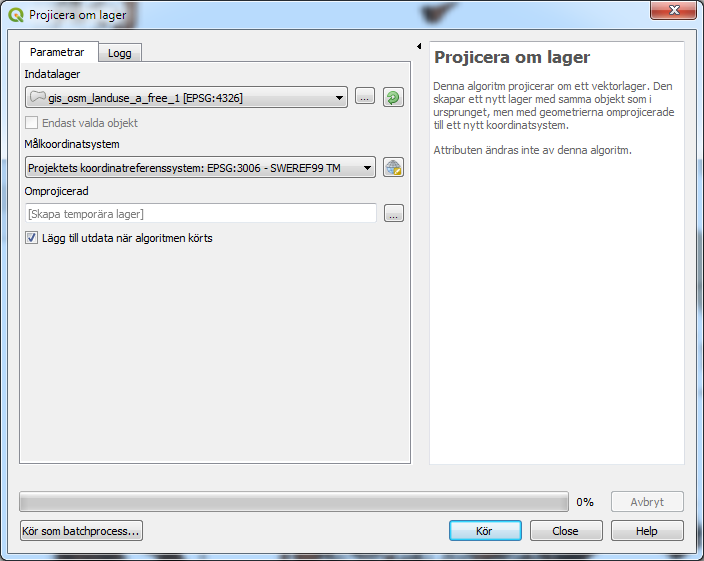 Projicera om lager
Parametrar
Logg
Indatalager
gis_osm_landuse_a_free_1 [EPSG:4326]
...
Endast valda objekt
Målkoordinatsystem
Projektets koordinatreferenssystem: EPSG:3006 - SWEREF99 TM
Omprojicerad
[Skapa temporära lager]
...
Lägg till utdata när algoritmen körts
Projicera om lager
Denna algoritm projicerar om ett vektorlager. Den
skapar ett nytt lager med samma objekt som i
ursprunget, men med geometrierna omprojicerade
till ett nytt koordinatsystem.
Attributen ändras inte av denna algoritm.
0%
Avbryt
Kör som batchprocess...
Kör
Close
Help